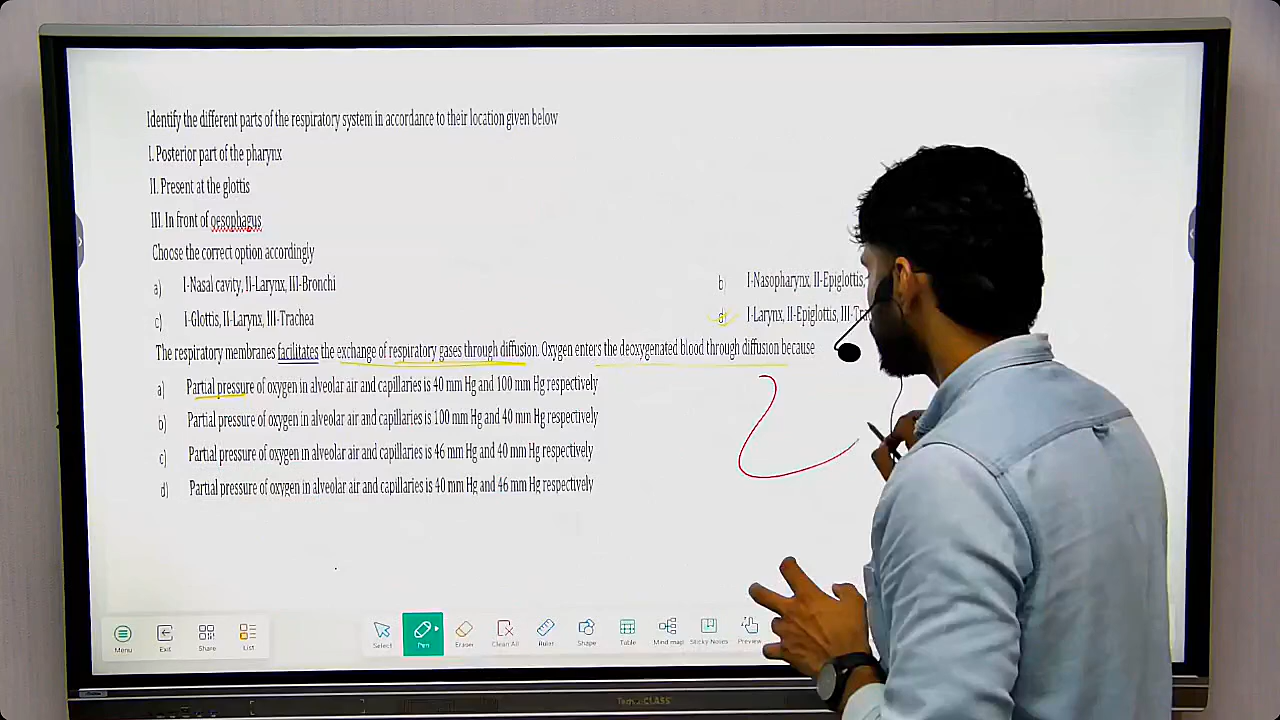 Identify the different parts of the respiratory system in accordance to their location given below
I. Posterior part of the pharynx
II. Present at the glottis
III. In front of oesophagus
Choose the correct option accordingly
a) I-Nasal cavity, II-Larynx, III-Bronchi
b) I-Nasopharynx, II-Epiglottis,
c) I-Glottis, II-Larynx, III-Trachea
d) I-Larynx, II-Epiglottis,
The respiratory membranes facilitates the exchange of respiratory gases through diffusion. Oxygen enters the deoxygenated blood through diffusion because
a) Partial pressure of oxygen in alveolar air and capillaries is 40 mm Hg and 100 mm Hg respectively
b) Partial pressure of oxygen in alveolar air and capillaries is 100 mm Hg and 40 mm Hg respectively
c) Partial pressure of oxygen in alveolar air and capillaries is 46 mm Hg and 40 mm Hg respectively
d) Partial pressure of oxygen in alveolar air and capillaries is 40 mm Hg and 46 mm Hg respectively
Menu Exit Share List Select Pen Eraser Clean All Ruler Shape Table Mind map Sticky Notes Preview